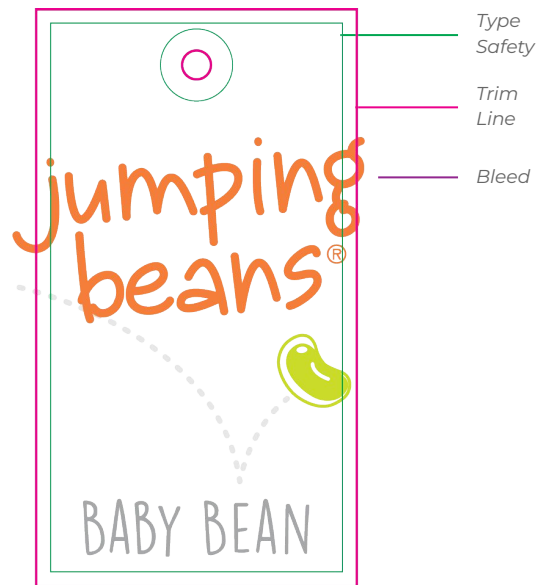 Type
Safety
Trim
Line
Bleed
jumping
beans®
BABY BEAN